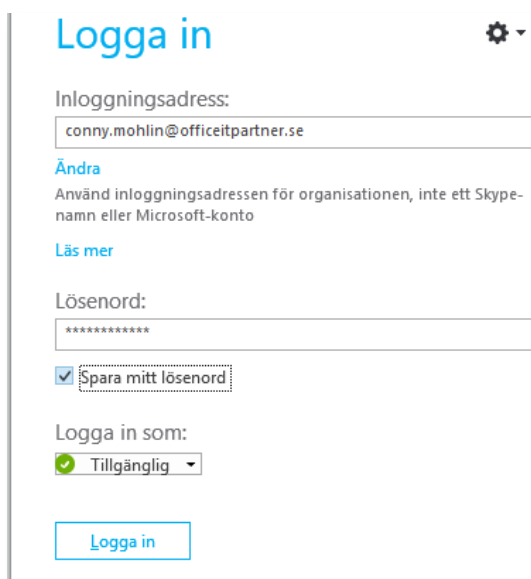 Logga in
Inloggningsadress:
conny.mohlin@officeitpartner.se
Ändra
Använd inloggningsadressen för organisationen, inte ett Skype-
namn eller Microsoft-konto
Läs mer
Lösenord:
************
Spara mitt lösenord
Logga in som:
Tillgänglig
Logga in